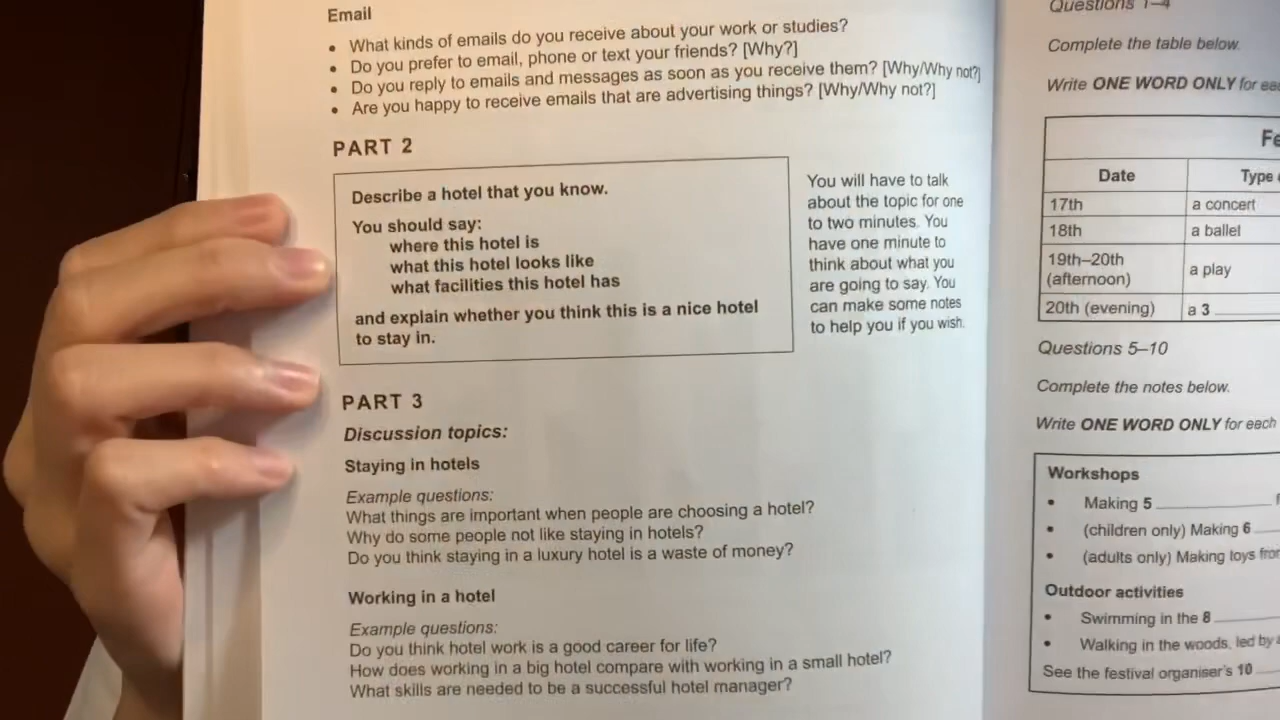 Email
• What kinds of emails do you receive about your work or studies?
• Do you prefer to email, phone or text your friends? [Why?]
• Do you reply to emails and messages as soon as you receive them? [Why/Why not?]
• Are you happy to receive emails that are advertising things? [Why/Why not?]
PART 2
Describe a hotel that you know.
You should say:
where this hotel is
what this hotel looks like
what facilities this hotel has
and explain whether you think this is a nice hotel
to stay in.
You will have to talk
about the topic for one
to two minutes. You
have one minute to
think about what you
are going to say. You
can make some notes
to help you if you wish.
PART 3
Discussion topics:
Staying in hotels
Example questions:
What things are important when people are choosing a hotel?
Why do some people not like staying in hotels?
Do you think staying in a luxury hotel is a waste of money?
Working in a hotel
Example questions:
Do you think hotel work is a good career for life?
How does working in a big hotel compare with working in a small hotel?
What skills are needed to be a successful hotel manager?
Questions 1–4
Complete the table below.
Write ONE WORD ONLY for
Date Type
17th a concert
18th a ballet
19th–20th
(afternoon) a play
20th (evening) a 3
Questions 5–10
Complete the notes below.
Write ONE WORD ONLY for each
Workshops
• Making 5
• (children only) Making 6
• (adults only) Making toys from
Outdoor activities
• Swimming in the 8
• Walking in the woods, led by
See the festival organiser's 10